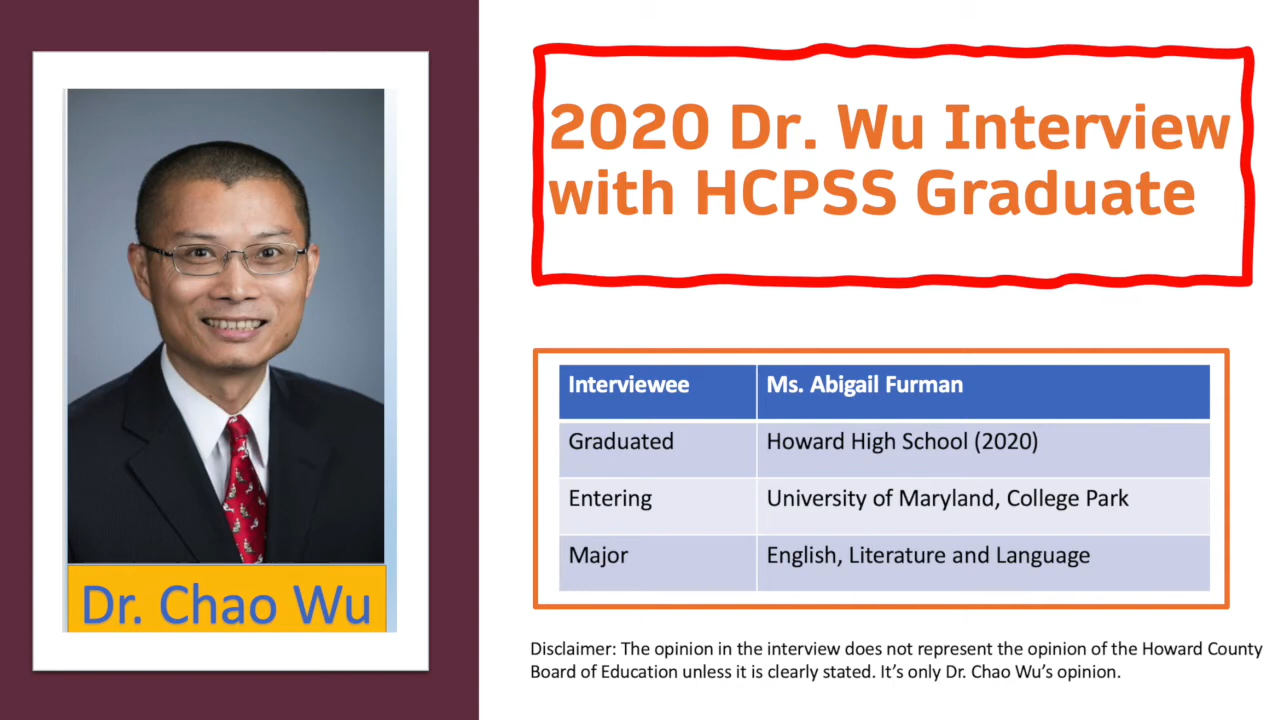 Dr. Chao Wu
2020 Dr. Wu Interview
with HCPSS Graduate
Interviewee Ms. Abigail Furman
Graduated Howard High School (2020)
Entering University of Maryland, College Park
Major English, Literature and Language
Disclaimer: The opinion in the interview does not represent the opinion of the Howard County
Board of Education unless it is clearly stated. It's only Dr. Chao Wu's opinion.